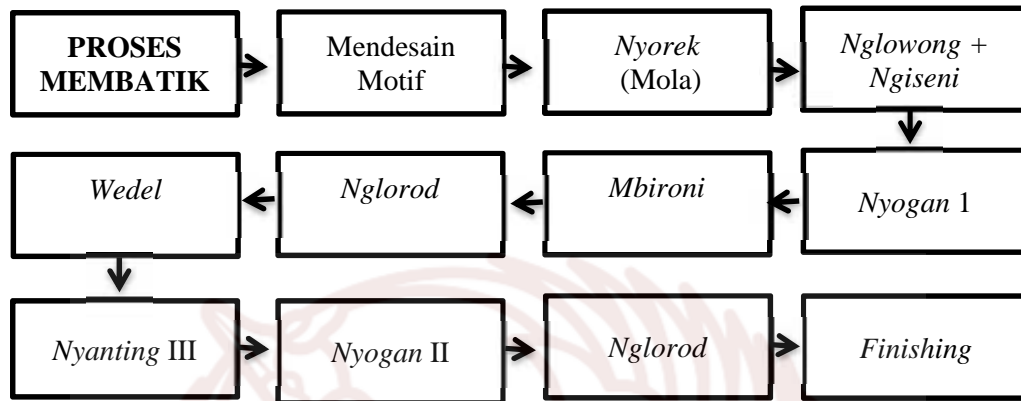 PROSES
MEMBATIK
Mendesain
Motif
Nyorek
(Mola)
Nglowong +
Ngiseni
Nyogan 1
Mbironi
Nglorod
Wedel
Nyanting III
Nyogan II
Nglorod
Finishing